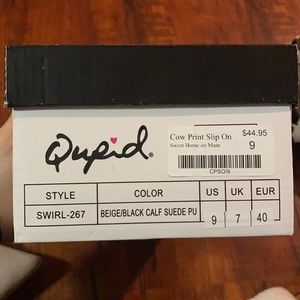 Qupid®
Cow Print Slip On $44.95
Sweet Home on Main 9
CPSO/9
STYLE COLOR US UK EUR
SWIRL-267 BEIGE/BLACK CALF SUEDE PU 9 7 40